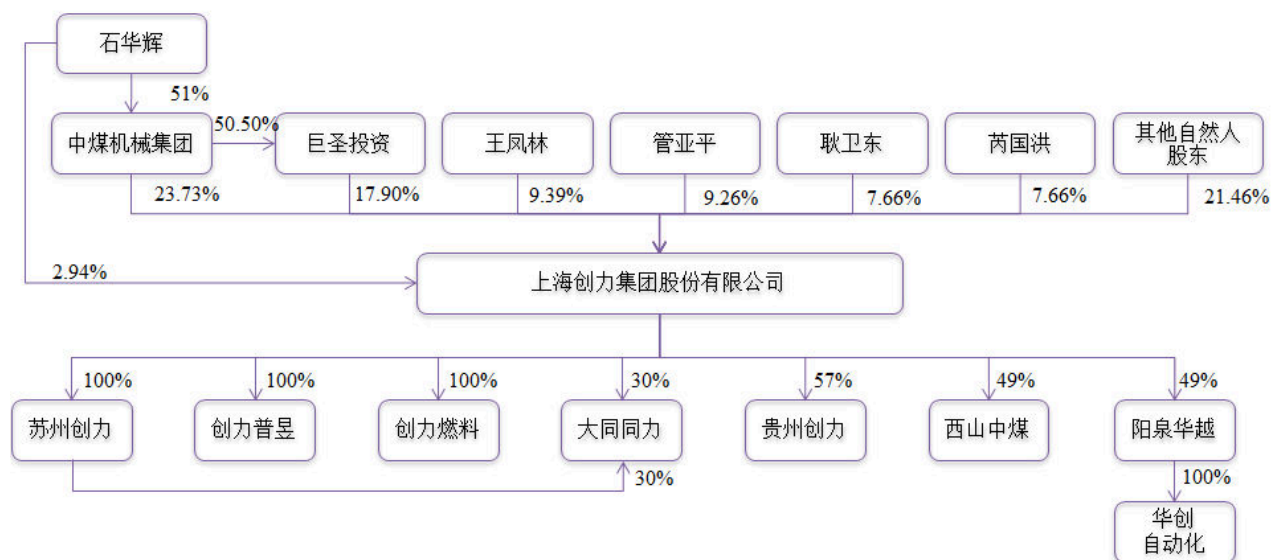 石华辉
51%
中煤机械集团
50.50%
巨圣投资
王凤林
管亚平
耿卫东
芮国洪
其他自然人
股东
23.73%
17.90%
9.39%
9.26%
7.66%
7.66%
21.46%
2.94%
上海创力集团股份有限公司
100%
100%
100%
30%
57%
49%
49%
苏州创力
创力普昱
创力燃料
大同同力
贵州创力
西山中煤
阳泉华越
30%
100%
华创
自动化